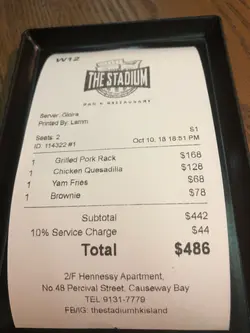 W12
THE STADIUM
BAR & RESTAURANT
Server: Gloire
Printed By: Lamm
Seats: 2 51
ID: 114322 #1 Oct 10, 18 18:51 PM
1 Grilled Pork Rack $168
1 Chicken Quesadilla $128
1 Yam Fries $68
1 Brownie $78
Subtotal $442
10% Service Charge $44
Total $486
2/F Hennessy Apartment,
No 48 Percival Street, Causeway Bay
TEL 9131-7779
FB/IG: thestadiumhkisland